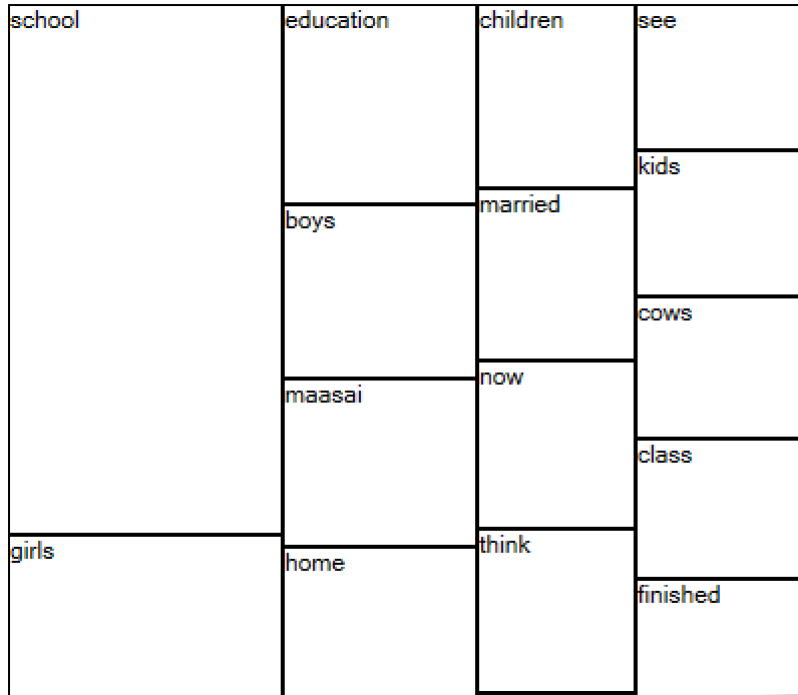 school
girls
education
boys
maasai
home
children
married
now
think
see
kids
cows
class
finished